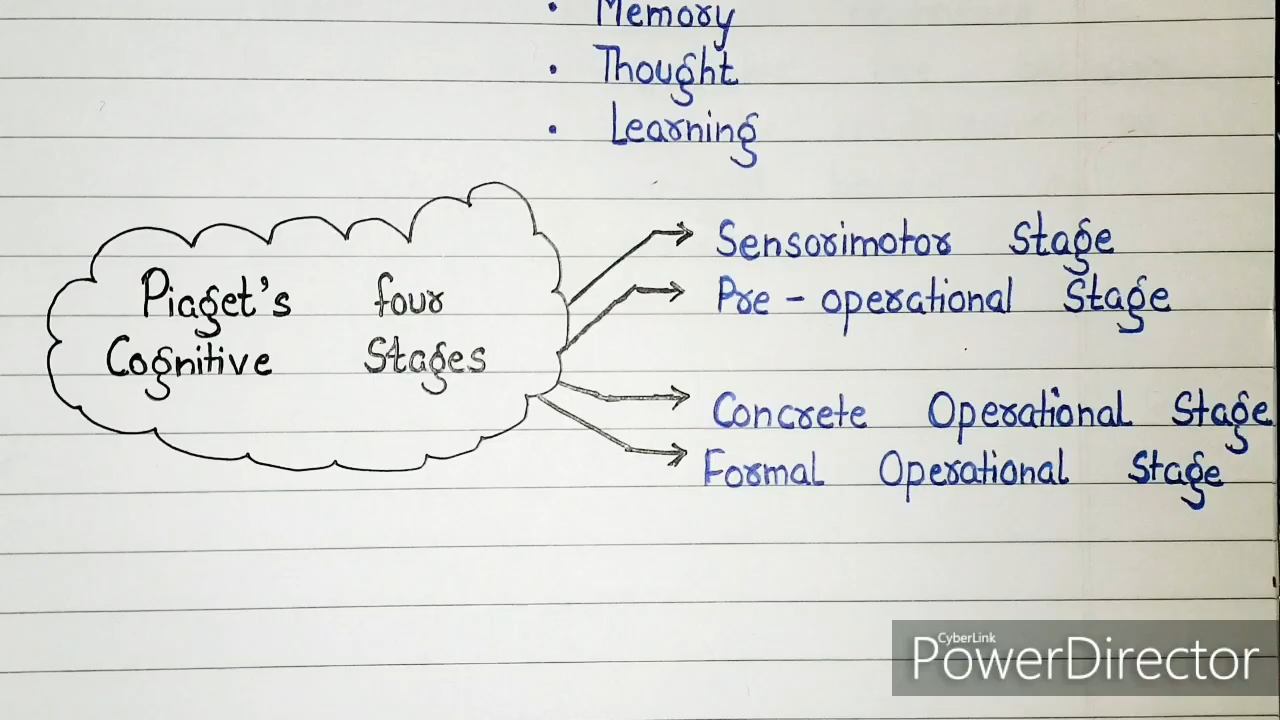 • Memory
• Thought
• Learning
Piaget's four
Cognitive Stages
Sensorimotor Stage
Pre - operational Stage
Concrete Operational Stage
Formal Operational Stage
CyberLink
PowerDirector